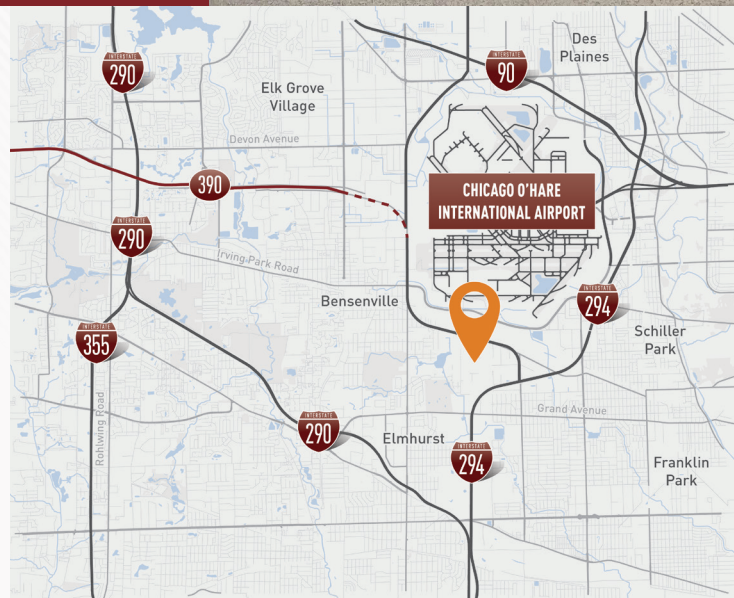 INTERSTATE
290
INTERSTATE
90
Des
Plaines
Elk Grove
Village
Devon Avenue
390
CHICAGO O'HARE
INTERNATIONAL AIRPORT
INTERSTATE
290
Irving Park Road
Bensenville
INTERSTATE
294
INTERSTATE
355
Schiller
Park
Rohlwing Road
Grand Avenue
INTERSTATE
290
Elmhurst
INTERSTATE
294
Franklin
Park